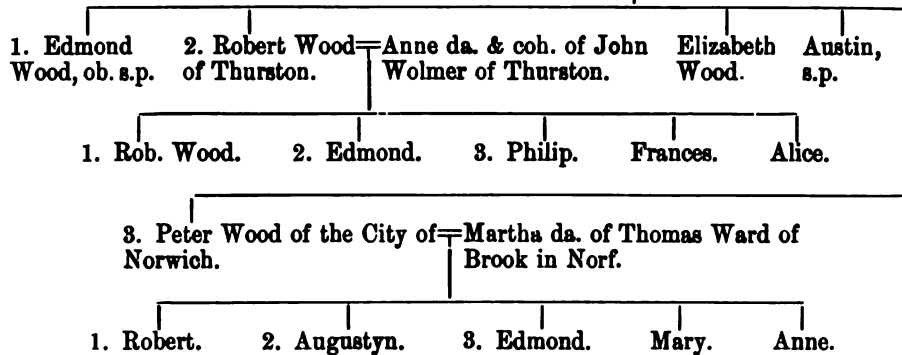 1. Edmond 2. Robert Wood Anne da. & coh. of John Elizabeth Austin,
Wood, ob. s.p. of Thurston. Wolmer of Thurston. Wood. s.p.
1. Rob. Wood. 2. Edmond. 3. Philip. Frances. Alice.
3. Peter Wood of the City of Martha da. of Thomas Ward of
Norwich. Brook in Norf.
1. Robert. 2. Augustyn. 3. Edmond. Mary. Anne.